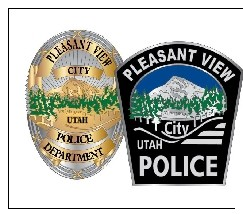 PLEASANT VIEW
CITY
UTAH
POLICE
DEPARTMENT
PLEASANT VIEW
City
UTAH
POLICE